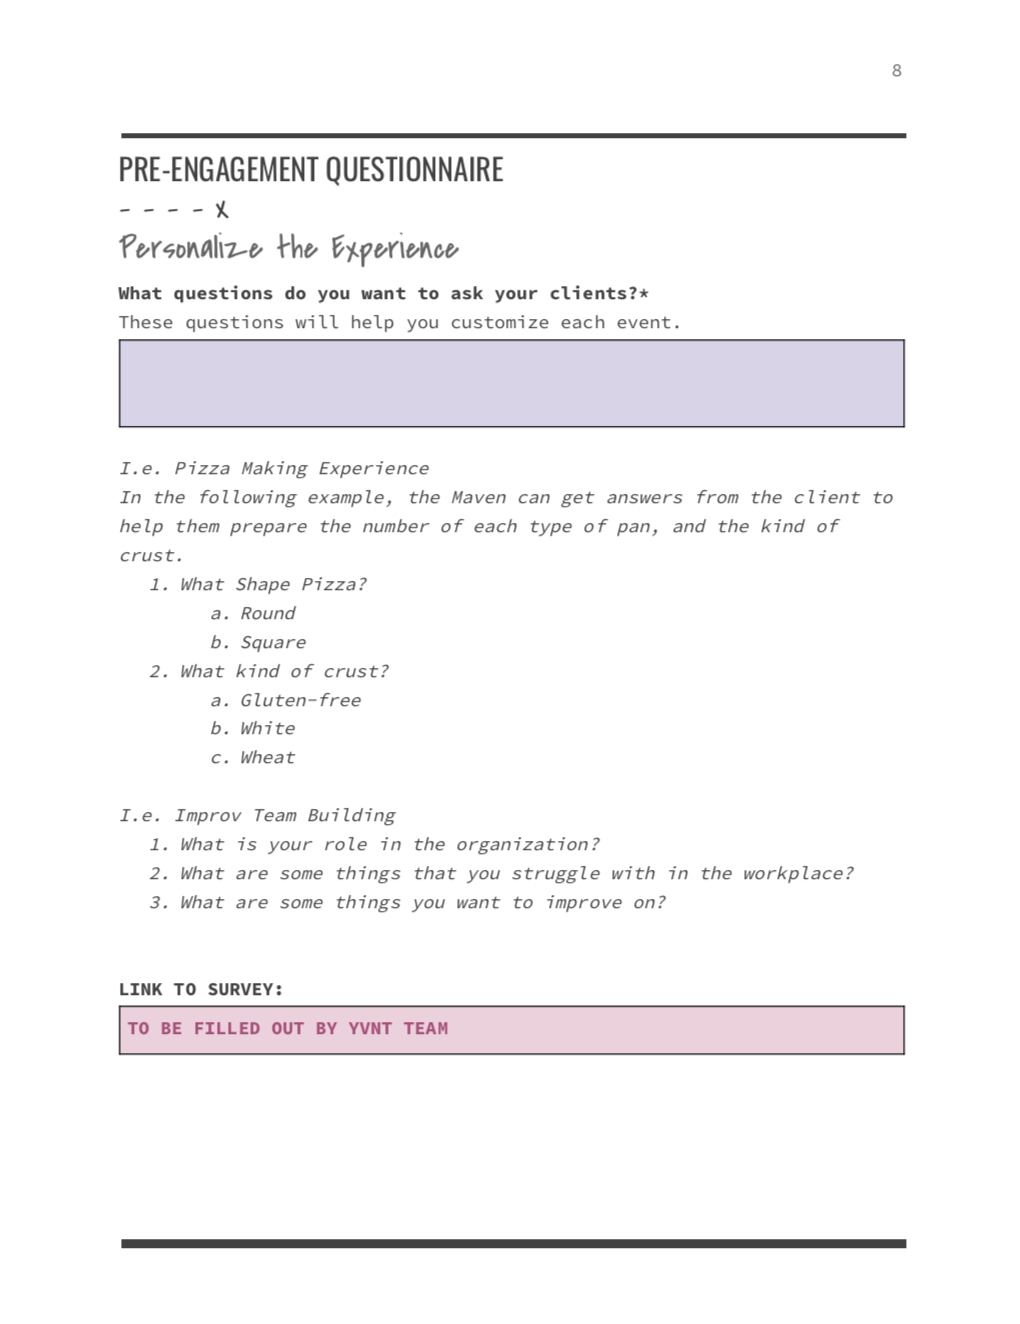 8
PRE-ENGAGEMENT QUESTIONNAIRE
- - - - X
Personalize the Experience
What questions do you want to ask your clients?*
These questions will help you customize each event.
I.e. Pizza Making Experience
In the following example, the Maven can get answers from the client to
help them prepare the number of each type of pan, and the kind of
crust.
1. What Shape Pizza?
a. Round
b. Square
2. What kind of crust?
a. Gluten-free
b. White
c. Wheat
I.e. Improv Team Building
1. What is your role in the organization?
2. What are some things that you struggle with in the workplace?
3. What are some things you want to improve on?
LINK TO SURVEY:
TO BE FILLED OUT BY YVNT TEAM